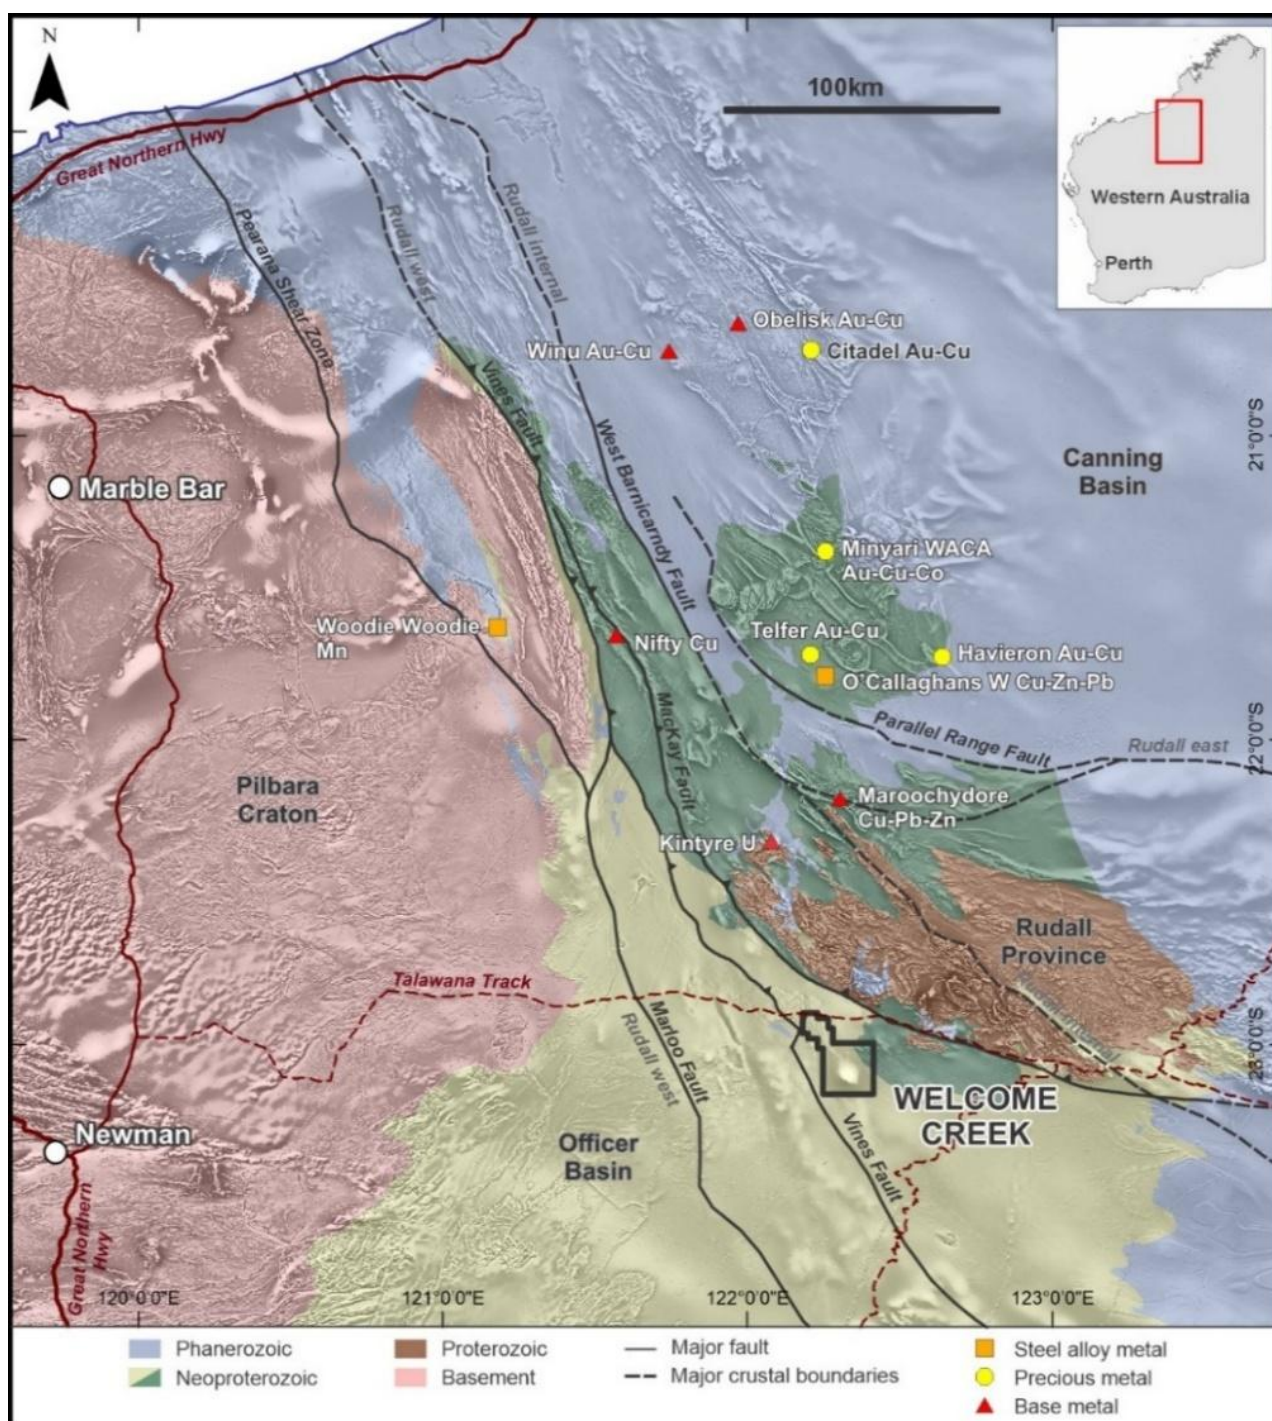 N
100km
Great Northern Hwy
Western Australia
Perth
Pearana Shear Zone
Rudall west
Rudall internal
Obelisk Au-Cu
Winu Au-Cu
Citadel Au-Cu
Vines Fault
West Barnicarndy Fault
21°0'0"S
Canning
Basin
Marble Bar
Minyari WACA
Au-Cu-Co
Woodie Woodie
Mn
Nifty Cu
Telfer Au-Cu
Havieron Au-Cu
O'Callaghans W Cu-Zn-Pb
MacKay Fault
Parallel Range Fault
Rudall east
22°0'0"S
Pilbara
Craton
Maroochydore
Cu-Pb-Zn
Kintyre U
Rudall
Province
Talawana Track
Marloo Fault
Rudall west
23°0'0"S
WELCOME
CREEK
Newman
Officer
Basin
Vines Fault
Great Northern
Hwy
120°0'0"E
121°0'0"E
122°0'0"E
123°0'0"E
Phanerozoic
Proterozoic
Major fault
Steel alloy metal
Neoproterozoic
Basement
Major crustal boundaries
Precious metal
Base metal